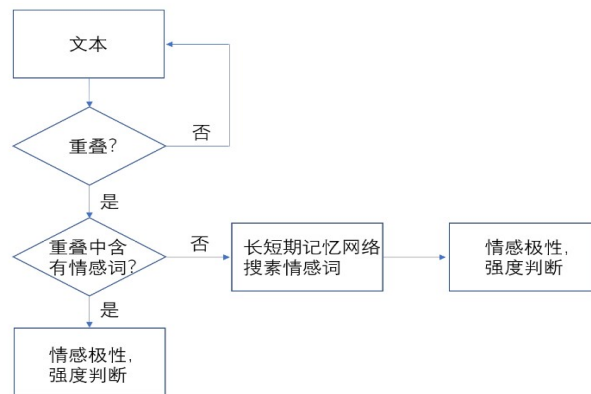 文本
重叠?
否
是
重叠中含
有情感词?
否
长短期记忆网络
搜素情感词
情感极性,
强度判断
是
情感极性,
强度判断